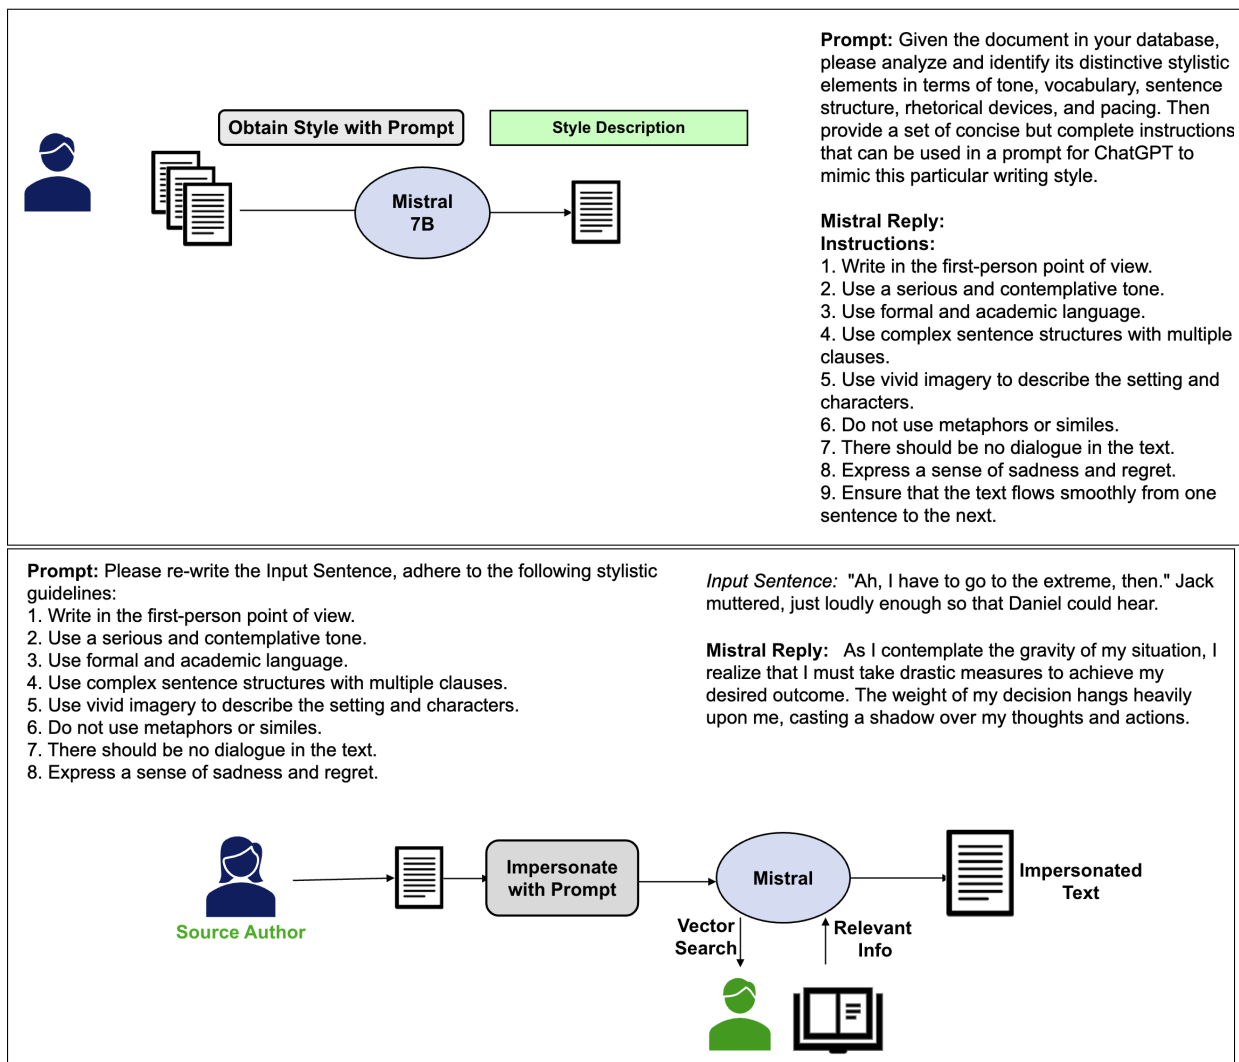 Obtain Style with Prompt
Style Description
Mistral
7B
Prompt: Given the document in your database,
please analyze and identify its distinctive stylistic
elements in terms of tone, vocabulary, sentence
structure, rhetorical devices, and pacing. Then
provide a set of concise but complete instructions
that can be used in a prompt for ChatGPT to
mimic this particular writing style.
Mistral Reply:
Instructions:
1. Write in the first-person point of view.
2. Use a serious and contemplative tone.
3. Use formal and academic language.
4. Use complex sentence structures with multiple
clauses.
5. Use vivid imagery to describe the setting and
characters.
6. Do not use metaphors or similes.
7. There should be no dialogue in the text.
8. Express a sense of sadness and regret.
9. Ensure that the text flows smoothly from one
sentence to the next.
Prompt: Please re-write the Input Sentence, adhere to the following stylistic
guidelines:
1. Write in the first-person point of view.
2. Use a serious and contemplative tone.
3. Use formal and academic language.
4. Use complex sentence structures with multiple clauses.
5. Use vivid imagery to describe the setting and characters.
6. Do not use metaphors or similes.
7. There should be no dialogue in the text.
8. Express a sense of sadness and regret.
Input Sentence: "Ah, I have to go to the extreme, then." Jack
muttered, just loudly enough so that Daniel could hear.
Mistral Reply: As I contemplate the gravity of my situation, I
realize that I must take drastic measures to achieve my
desired outcome. The weight of my decision hangs heavily
upon me, casting a shadow over my thoughts and actions.
Source Author
Impersonate
with Prompt
Mistral
Impersonated
Text
Vector
Search
Relevant
Info